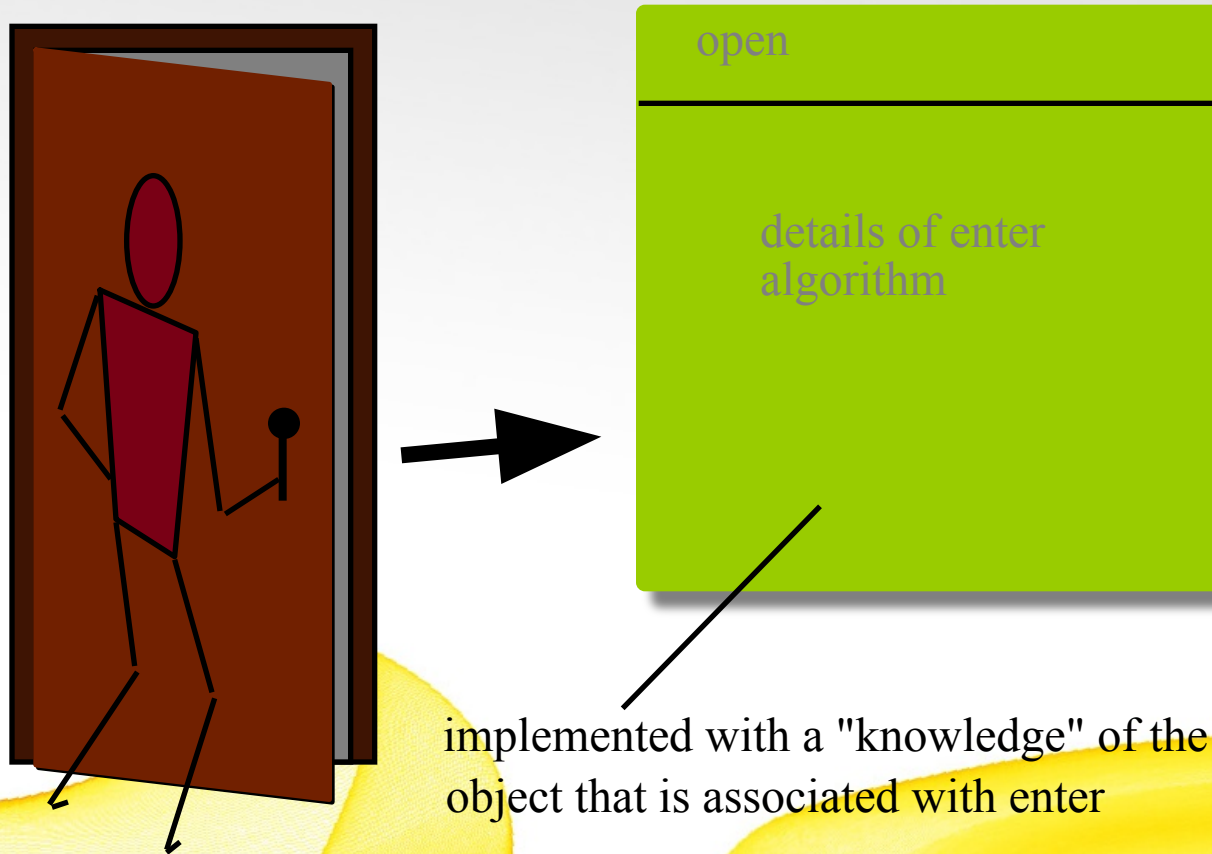 open
details of enter
algorithm
implemented with a "knowledge" of the
object that is associated with enter